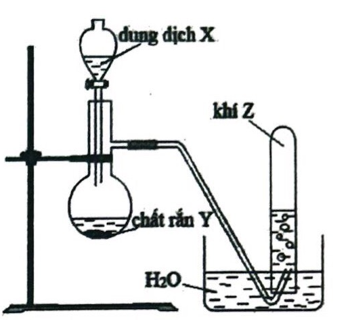 dung dịch X
khí Z
chất rắn Y
H₂O